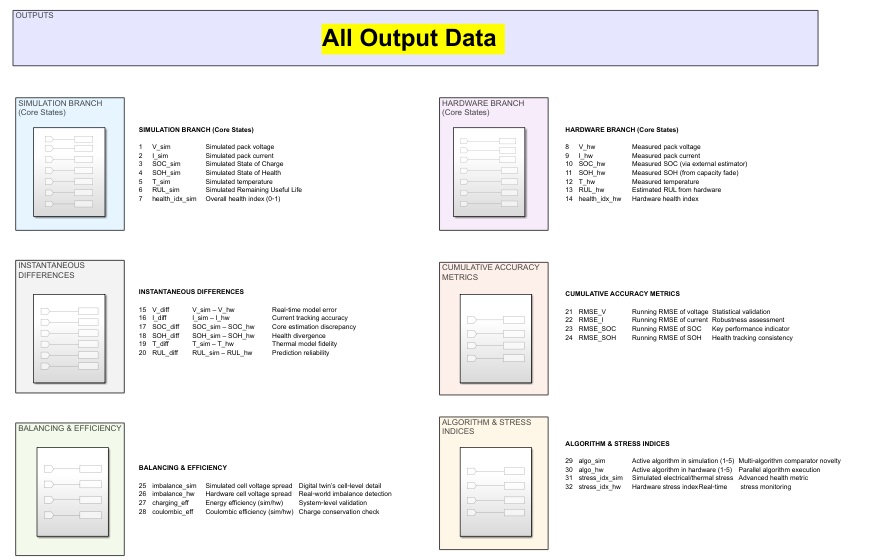 OUTPUTS
All Output Data
SIMULATION BRANCH
(Core States)
SIMULATION BRANCH (Core States)
1 V_sim Simulated pack voltage
2 I_sim Simulated pack current
3 SOC_sim Simulated State of Charge
4 SOH_sim Simulated State of Health
5 T_sim Simulated temperature
6 RUL_sim Simulated Remaining Useful Life
7 health_idx_sim Overall health index (0-1)
HARDWARE BRANCH
(Core States)
HARDWARE BRANCH (Core States)
8 V_hw Measured pack voltage
9 I_hw Measured pack current
10 SOC_hw Measured SOC (via external estimator)
11 SOH_hw Measured SOH (from capacity fade)
12 T_hw Measured temperature
13 RUL_hw Estimated RUL from hardware
14 health_idx_hw Hardware health index
INSTANTANEOUS
DIFFERENCES
INSTANTANEOUS DIFFERENCES
15 V_diff V_sim – V_hw Real-time model error
16 I_diff I_sim – I_hw Current tracking accuracy
17 SOC_diff SOC_sim – SOC_hw Core estimation discrepancy
18 SOH_diff SOH_sim – SOH_hw Health divergence
19 T_diff T_sim – T_hw Thermal model fidelity
20 RUL_diff RUL_sim – RUL_hw Prediction reliability
CUMULATIVE ACCURACY
METRICS
CUMULATIVE ACCURACY METRICS
21 RMSE_V Running RMSE of voltage Statistical validation
22 RMSE_I Running RMSE of current Robustness assessment
23 RMSE_SOC Running RMSE of SOC Key performance indicator
24 RMSE_SOH Running RMSE of SOH Health tracking consistency
BALANCING & EFFICIENCY
BALANCING & EFFICIENCY
25 imbalance_sim Simulated cell voltage spread Digital twin's cell-level detail
26 imbalance_hw Hardware cell voltage spread Real-world imbalance detection
27 charging_eff Energy efficiency (sim/hw) System-level validation
28 coulombic_eff Coulombic efficiency (sim/hw) Charge conservation check
ALGORITHM & STRESS
INDICES
ALGORITHM & STRESS INDICES
29 algo_sim Active algorithm in simulation (1-5) Multi-algorithm comparator novelty
30 algo_hw Active algorithm in hardware (1-5) Parallel algorithm execution
31 stress_idx_sim Simulated electrical/thermal stress Advanced health metric
32 stress_idx_hw Hardware stress indexReal-time stress monitoring